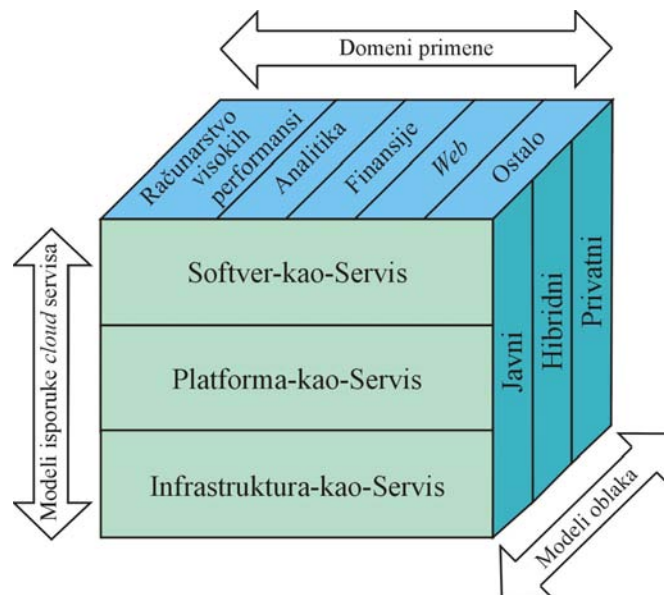 Domeni primene
Računarstvo
visokih
performansi
Analitika
Finansije
Web
Ostalo
Modeli isporuke cloud servisa
Softver-kao-Servis
Platforma-kao-Servis
Infrastruktura-kao-Servis
Javni
Hibridni
Privatni
Modeli oblaka